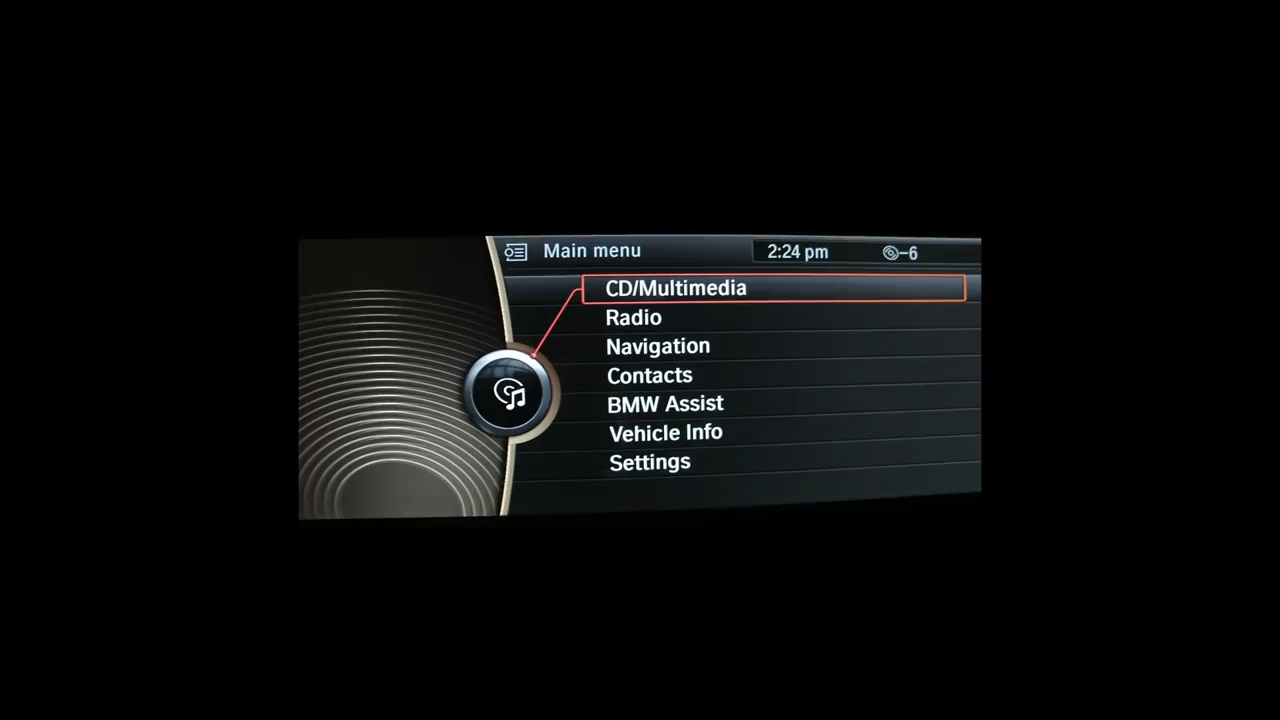 Main menu 2:24 pm -6
CD/Multimedia
Radio
Navigation
Contacts
BMW Assist
Vehicle Info
Settings